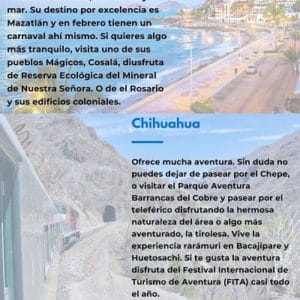 mar. Su destino por excelencia es
Mazatlán y en febrero tienen un
carnaval ahí mismo. Si quieres algo
más tranquilo, visita uno de sus
pueblos Mágicos, Cosalá, diusfruta
de Reserva Ecológica del Mineral
de Nuestra Señora. O de el Rosario
y sus edificios coloniales.
Chihuahua
Ofrece mucha aventura. Sin duda no
puedes dejar de pasear por el Chepe,
o visitar el Parque Aventura
Barrancas del Cobre y pasear por el
teleférico disfrutando la hermosa
naturaleza del área o algo más
aventurado, la tirolesa. Vive la
experiencia rarámuri en Bacajípare y
Huetosachi. Si te gusta la aventura
disfruta del Festival Internacional de
Turismo de Aventura (FITA) casi todo
el año.